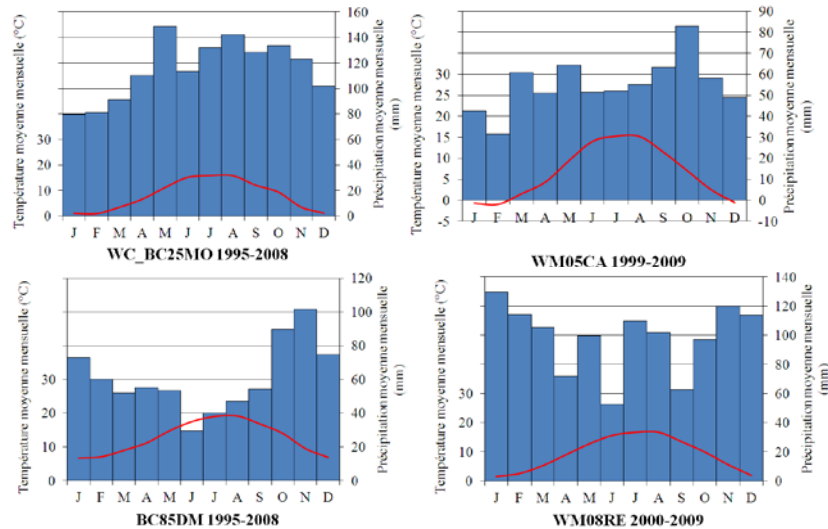 Température moyenne mensuelle (°C)
30
20
10
0
160
140
120
100
80
60
40
20
0
Précipitation moyenne mensuelle
(mm)
J F M A M J J A S O N D
WC_BC25MO 1995-2008
Température moyenne mensuelle (°C)
30
25
20
15
10
5
0
-5
90
80
70
60
50
40
30
20
10
0
-10
Précipitation moyenne mensuelle
(mm)
J F M A M J J A S O N D
WM05CA 1999-2009
Température moyenne mensuelle (°C)
30
20
10
0
120
100
80
60
40
20
0
Précipitation moyenne mensuelle
(mm)
J F M A M J J A S O N D
BC85DM 1995-2008
Température moyenne mensuelle (°C)
30
20
10
0
140
120
100
80
60
40
20
0
Précipitation moyenne mensuelle
(mm)
J F M A M J J A S O N D
WM08RE 2000-2009